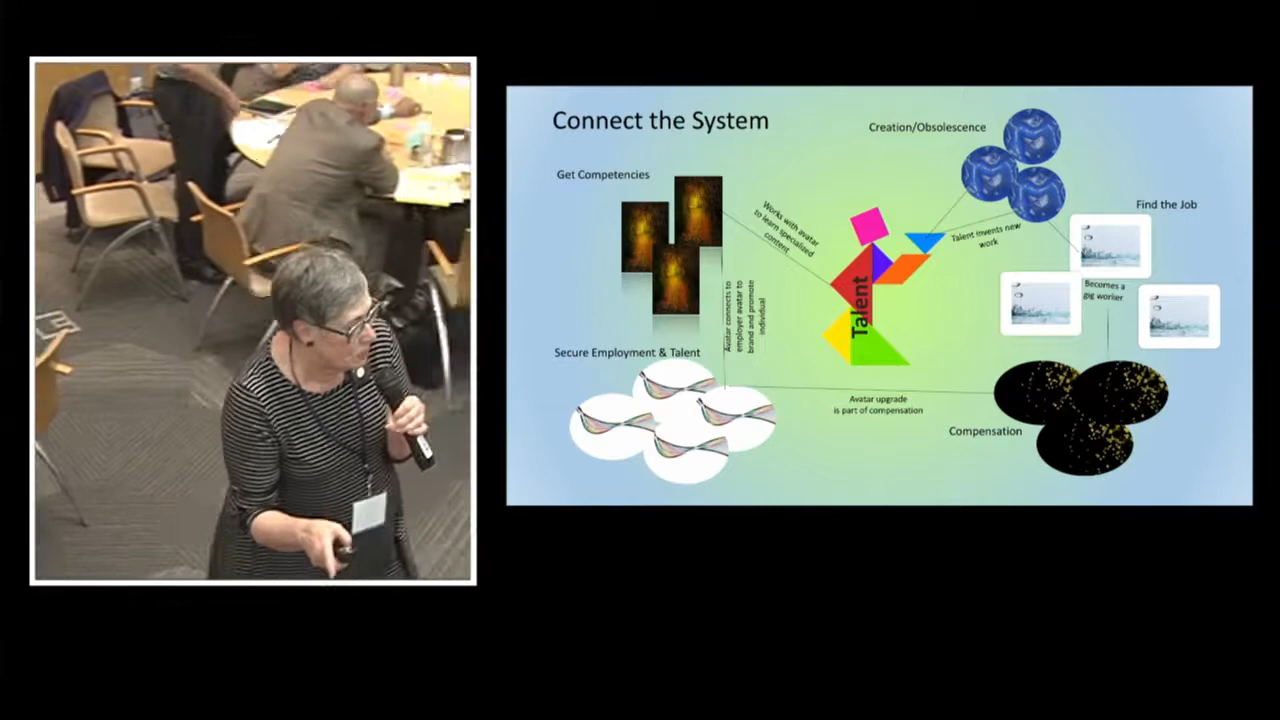 Connect the System
Creation/Obsolescence
Get Competencies
Find the Job
Works with avatar
to learn specialized
content
Talent invents new
work
Talent
Becomes a
gig worker
Avatar connects to
employer avatar to
brand and promote
individual
Secure Employment & Talent
Avatar upgrade
is part of compensation
Compensation